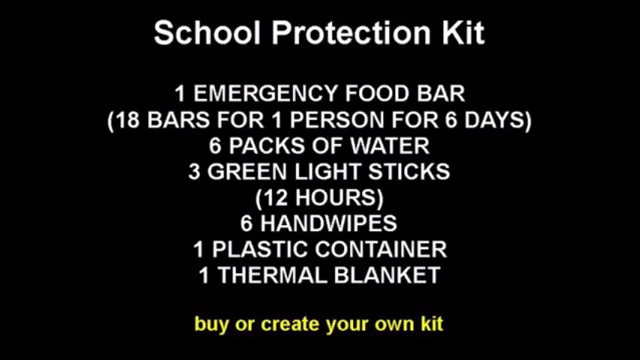 School Protection Kit
1 EMERGENCY FOOD BAR
(18 BARS FOR 1 PERSON FOR 6 DAYS)
6 PACKS OF WATER
3 GREEN LIGHT STICKS
(12 HOURS)
6 HANDWIPES
1 PLASTIC CONTAINER
1 THERMAL BLANKET
buy or create your own kit